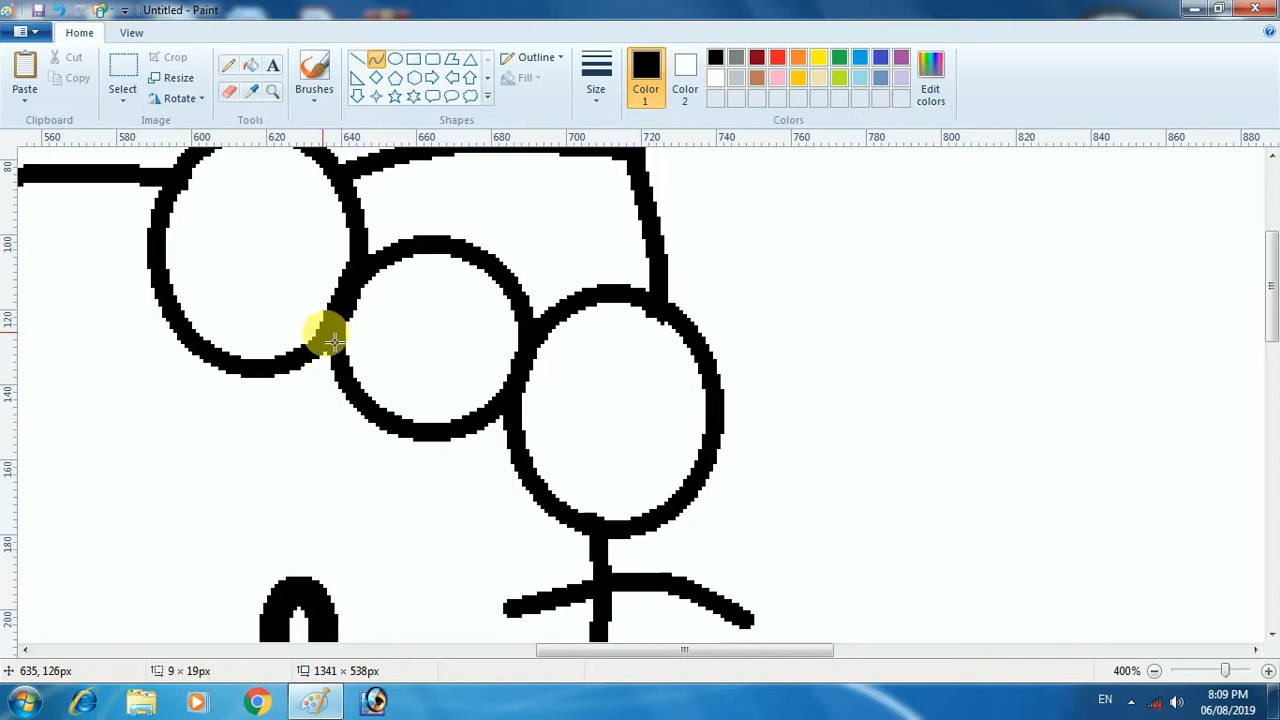 Untitled - Paint
Home View
Paste
Cut
Copy
Clipboard
Select
Crop
Resize
Rotate
Image
A
Tools
Brushes
Outline
Fill
Shapes
Size
Color 1
Color 2
Edit colors
Colors
560 580 600 620 640 660 680 700 720 740 760 780 800 820 840 860 880
80
100
120
140
160
180
200
635, 126px
9 × 19px
1341 × 538px
400%
EN
8:09 PM
06/08/2019